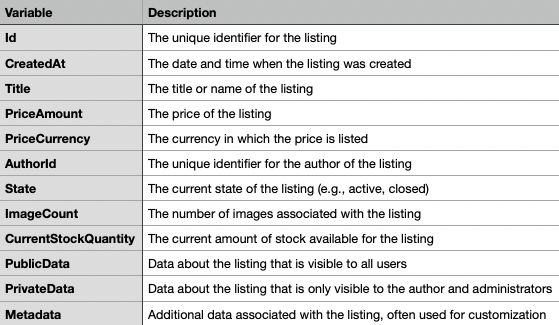 Variable Description
Id The unique identifier for the listing
CreatedAt The date and time when the listing was created
Title The title or name of the listing
PriceAmount The price of the listing
PriceCurrency The currency in which the price is listed
AuthorId The unique identifier for the author of the listing
State The current state of the listing (e.g., active, closed)
ImageCount The number of images associated with the listing
CurrentStockQuantity The current amount of stock available for the listing
PublicData Data about the listing that is visible to all users
PrivateData Data about the listing that is only visible to the author and administrators
Metadata Additional data associated with the listing, often used for customization